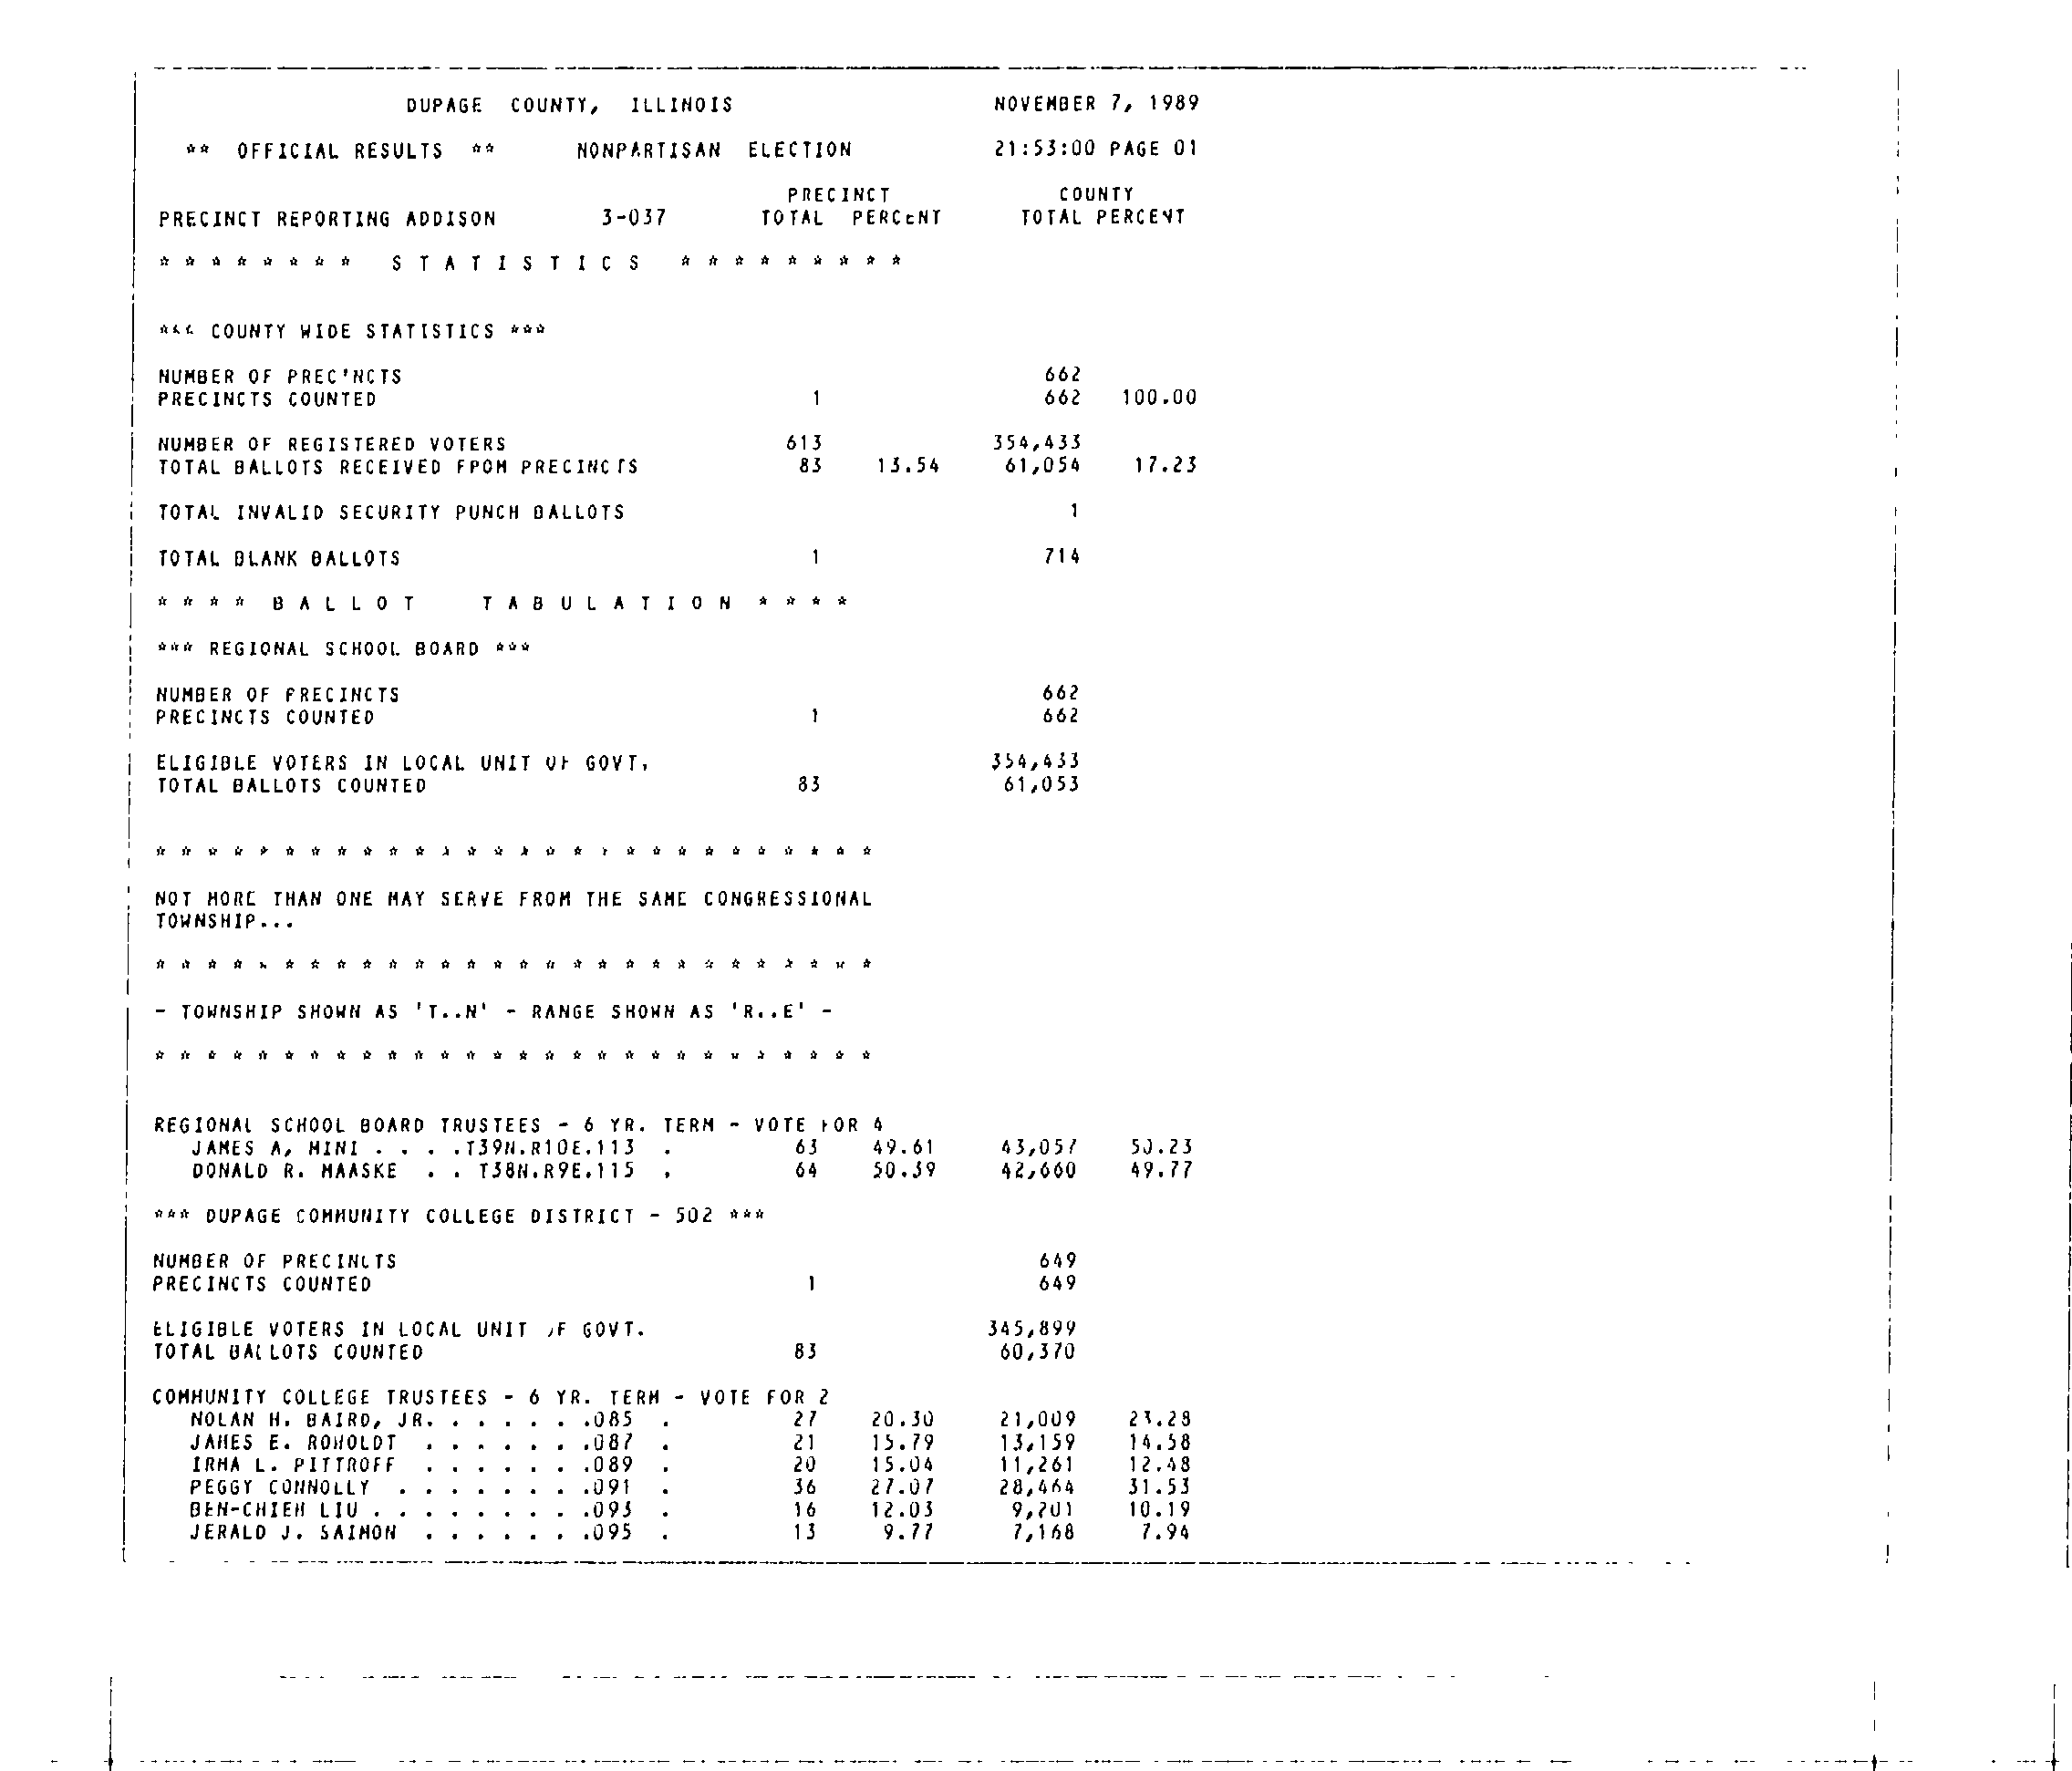 DUPAGE COUNTY, ILLINOIS NOVEMBER 7, 1989
** OFFICIAL RESULTS ** NONPARTISAN ELECTION 21:53:00 PAGE 01
PRECINCT COUNTY
PRECINCT REPORTING ADDISON 3-037 TOTAL PERCENT TOTAL PERCENT
* * * * * * * * S T A T I S T I C S * * * * * * * * *
*** COUNTY WIDE STATISTICS ***
NUMBER OF PREC'NCTS 662
PRECINCTS COUNTED 1 662 100.00
NUMBER OF REGISTERED VOTERS 613 354,433
TOTAL BALLOTS RECEIVED FROM PRECINCTS 83 13.54 61,054 17.23
TOTAL INVALID SECURITY PUNCH BALLOTS 1
TOTAL BLANK BALLOTS 1 714
* * * * B A L L O T T A B U L A T I O N * * * *
*** REGIONAL SCHOOL BOARD ***
NUMBER OF PRECINCTS 662
PRECINCTS COUNTED 1 662
ELIGIBLE VOTERS IN LOCAL UNIT OF GOVT. 354,433
TOTAL BALLOTS COUNTED 83 61,053
* * * * * * * * * * * * * * * * * * * * * * * * * * * *
NOT MORE THAN ONE MAY SERVE FROM THE SAME CONGRESSIONAL
TOWNSHIP...
* * * * * * * * * * * * * * * * * * * * * * * * * * * *
- TOWNSHIP SHOWN AS 'T..N' - RANGE SHOWN AS 'R..E' -
* * * * * * * * * * * * * * * * * * * * * * * * * * * *
REGIONAL SCHOOL BOARD TRUSTEES - 6 YR. TERM - VOTE FOR 4
JAMES A. MINI . . . .T39N.R10E.113 . 63 49.61 43,057 50.23
DONALD R. MAASKE . . T38N.R9E.115 . 64 50.39 42,660 49.77
*** DUPAGE COMMUNITY COLLEGE DISTRICT - 502 ***
NUMBER OF PRECINCTS 649
PRECINCTS COUNTED 1 649
ELIGIBLE VOTERS IN LOCAL UNIT OF GOVT. 345,899
TOTAL BALLOTS COUNTED 83 60,370
COMMUNITY COLLEGE TRUSTEES - 6 YR. TERM - VOTE FOR 2
NOLAN H. BAIRD, JR. . . . . . .085 . 27 20.30 21,009 23.28
JAMES E. ROHOLDT . . . . . . .087 . 21 15.79 13,159 14.58
IRMA L. PITTROFF . . . . . . .089 . 20 15.04 11,261 12.48
PEGGY CONNOLLY . . . . . . . .091 . 36 27.07 28,464 31.53
BEN-CHIEH LIU . . . . . . . . .093 . 16 12.03 9,201 10.19
JERALD J. SAIMON . . . . . . .095 . 13 9.77 7,168 7.94